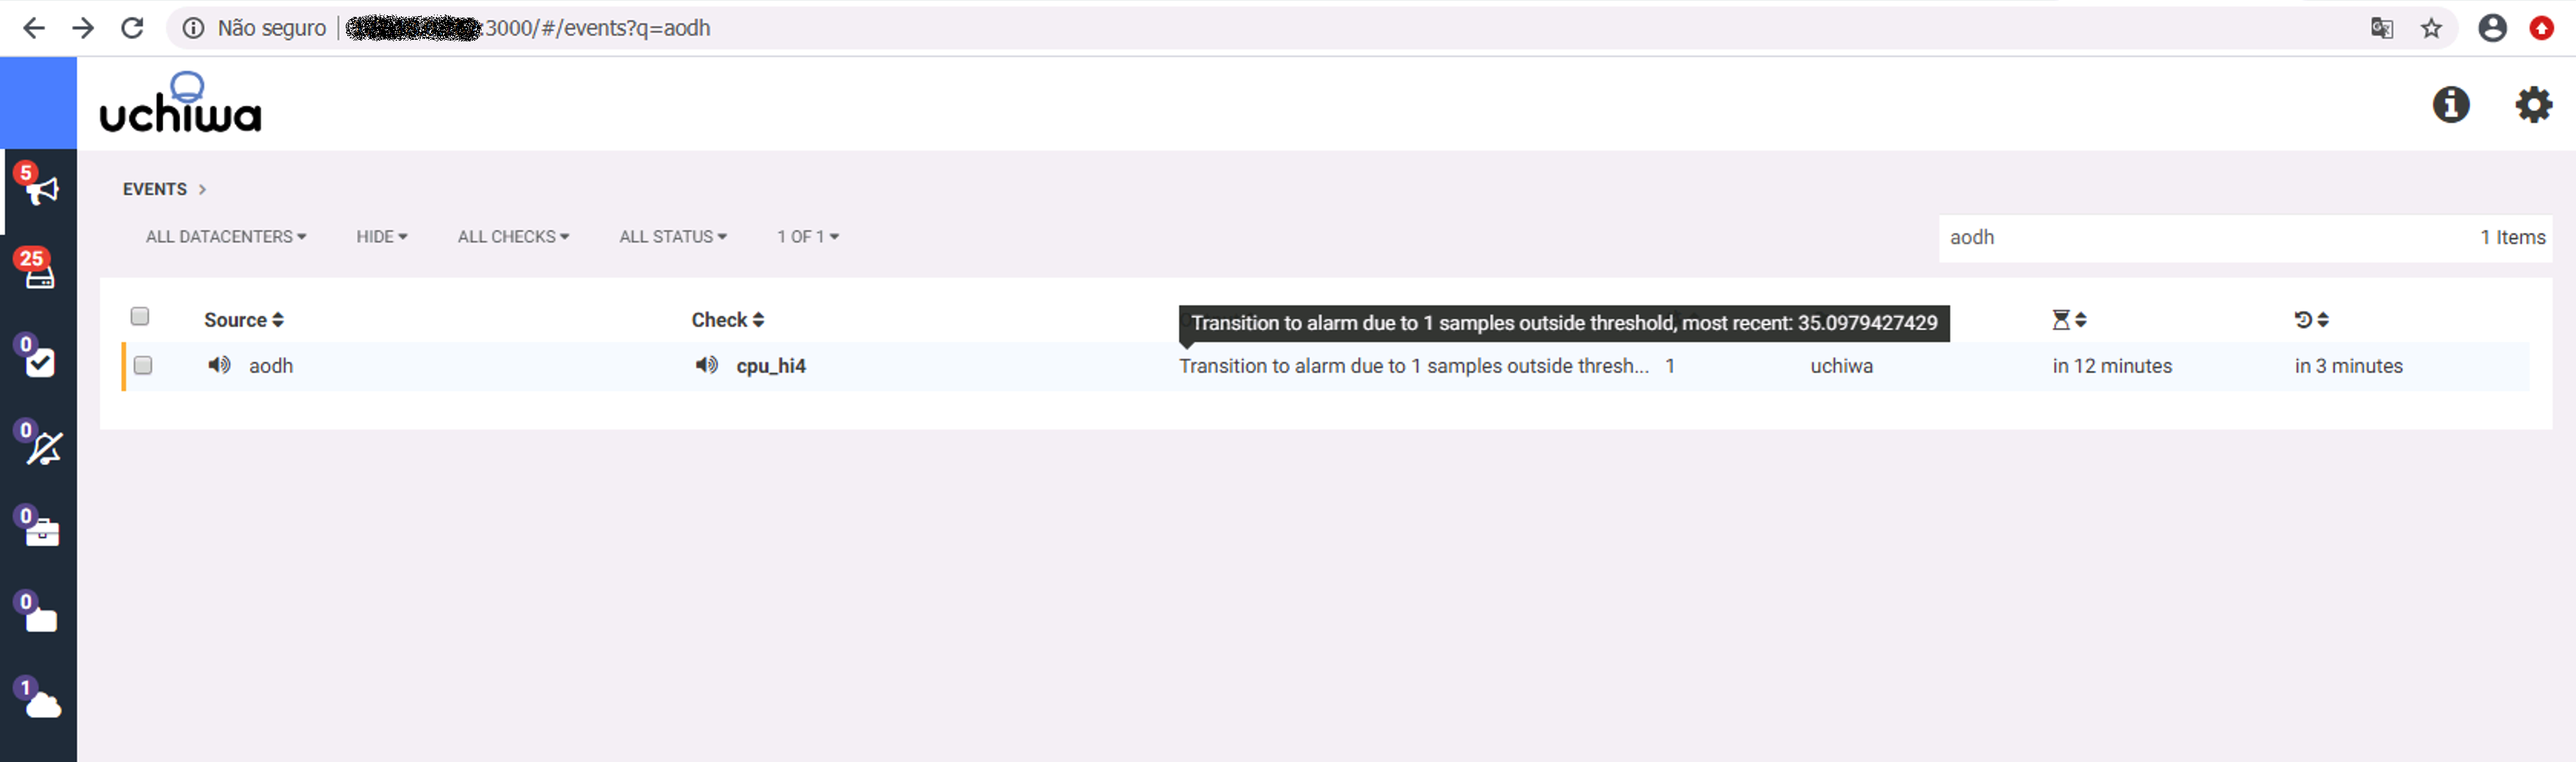 Não seguro :3000/#/events?q=aodh
uchiwa
5
25
0
0
0
0
1
EVENTS
ALL DATACENTERS HIDE ALL CHECKS ALL STATUS 1 OF 1
aodh 1 Items
Source Check
Transition to alarm due to 1 samples outside threshold, most recent: 35.0979427429
aodh cpu_hi4 Transition to alarm due to 1 samples outside thresh... 1 uchiwa in 12 minutes in 3 minutes